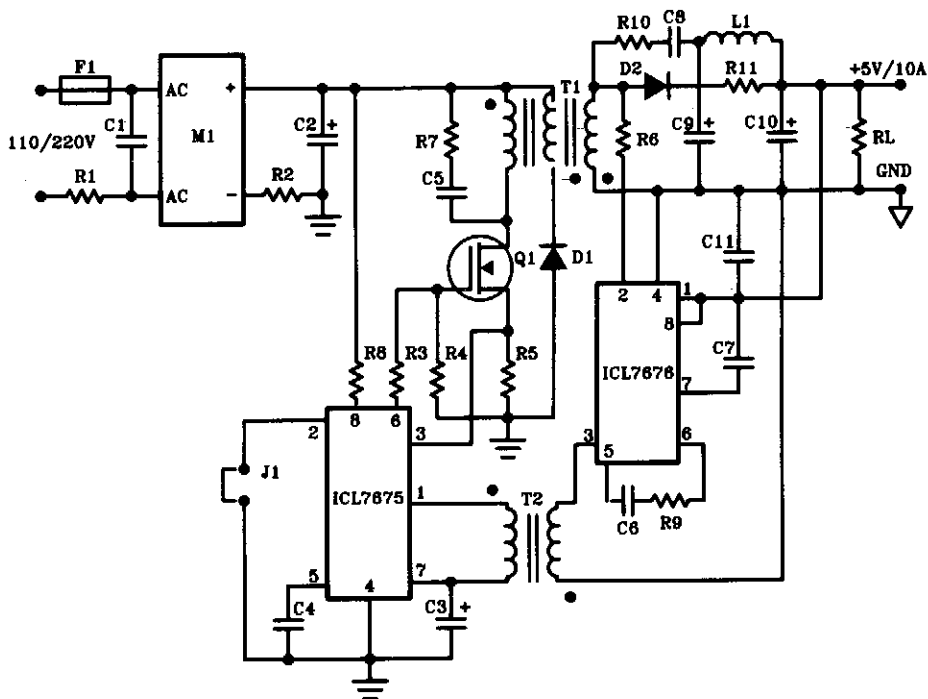 C8
R10
L1
F1
D2
+5V/10A
AC
+
T1
R11
C1
C2
+
C9
+
C10
+
110/220V
M1
R7
R6
RL
R1
R2
C5
GND
AC
-
Q1
D1
C11
2
4
1
8
R8
R3
R4
R5
ICL7676
C7
7
2
8
6
3
3
5
6
J1
ICL7675
1
T2
C6
R9
5
4
7
C4
C3
+